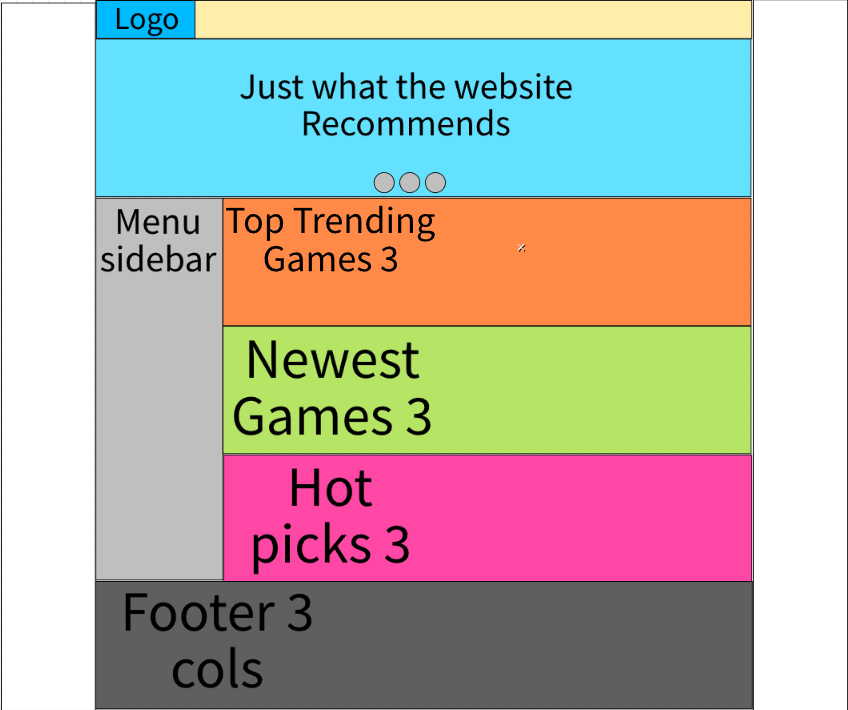 Logo
Just what the website
Recommends
Menu
sidebar
Top Trending
Games 3
Newest
Games 3
Hot
picks 3
Footer 3
cols